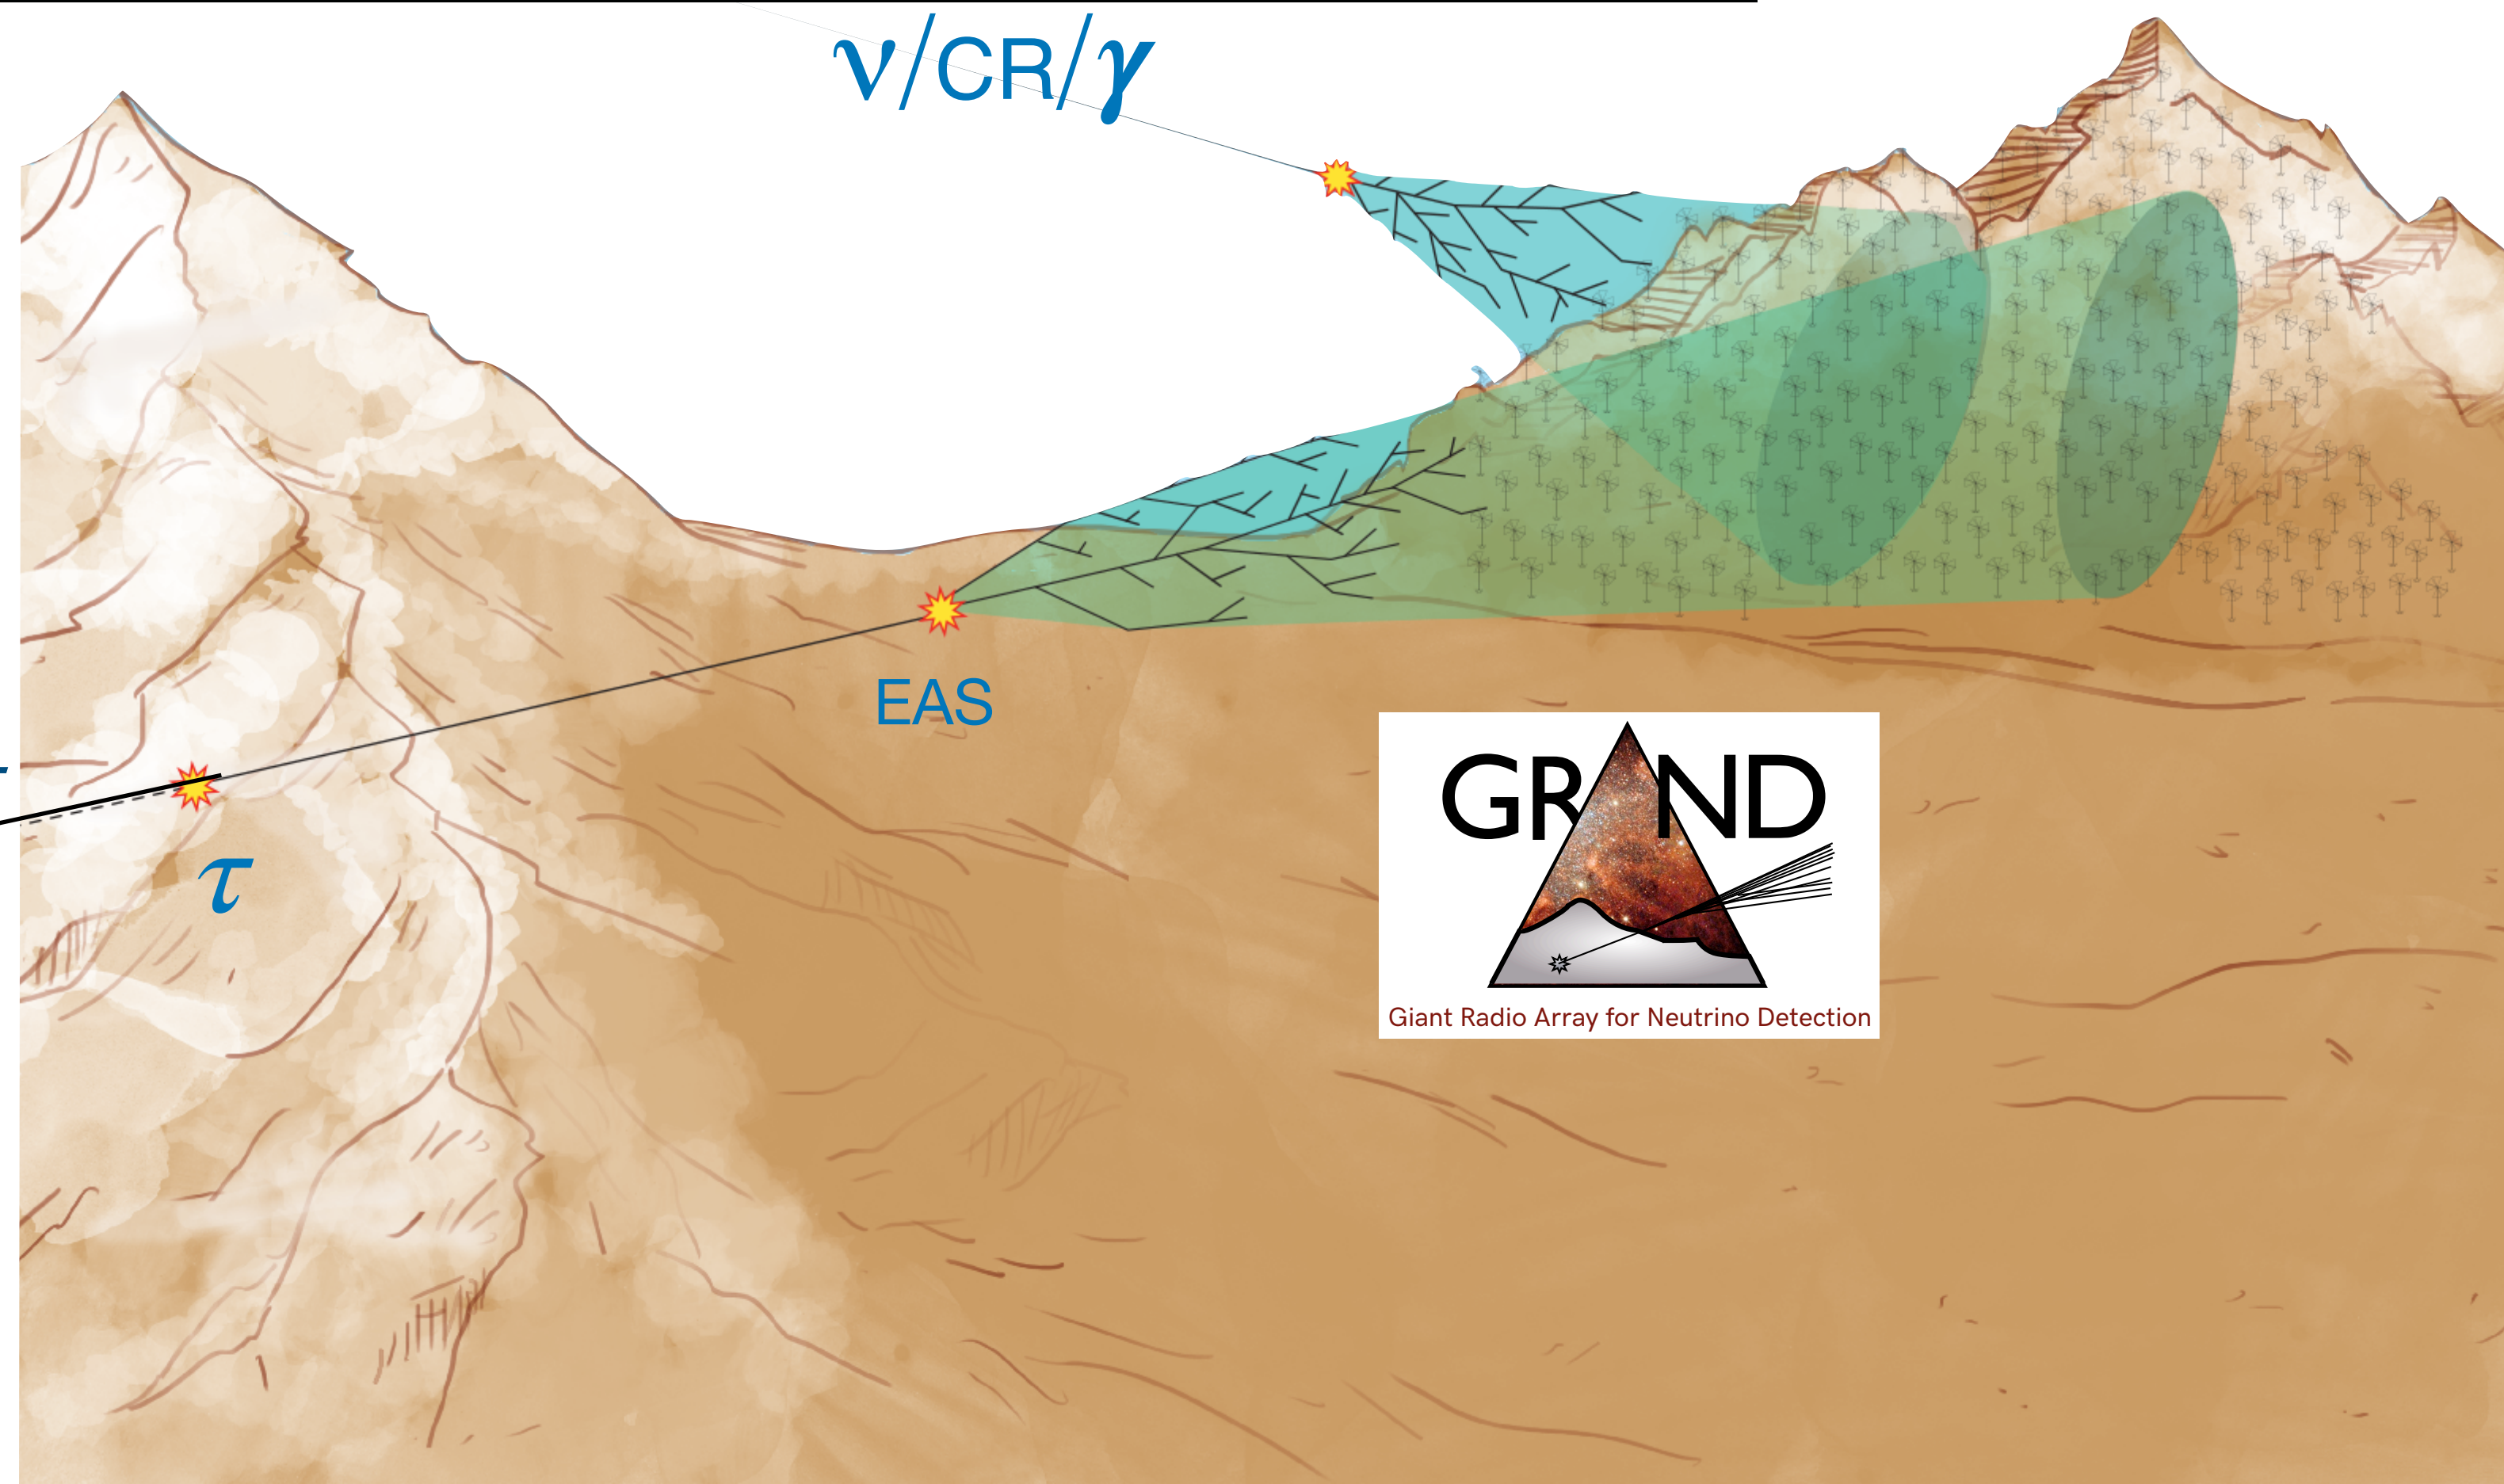 ν/CR/γ
EAS
τ
GRAND
Giant Radio Array for Neutrino Detection